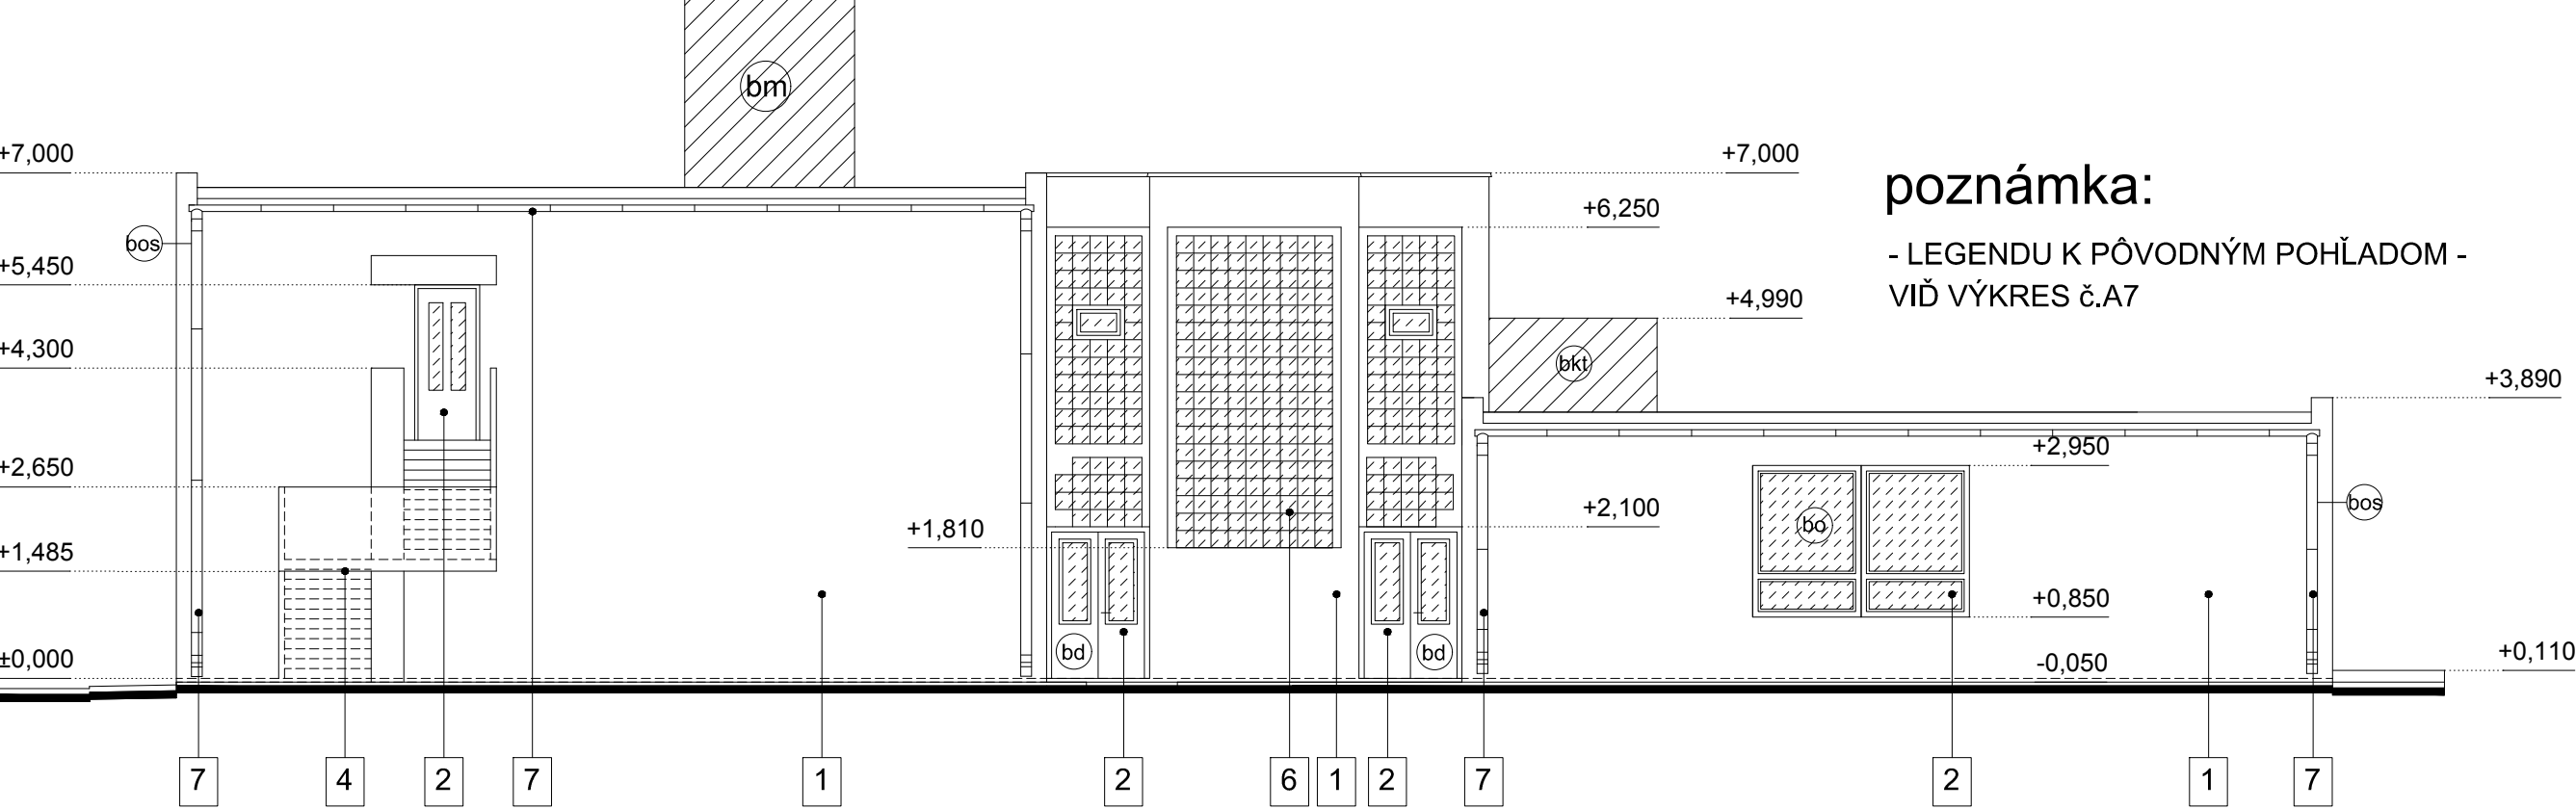 bm
+7,000
+7,000
poznámka:
+6,250
bos
- LEGENDU K PÔVODNÝM POHĽADOM -
+5,450
VIĎ VÝKRES č.A7
+4,990
+4,300
bkt
+3,890
+2,950
+2,650
bos
+2,100
bo
+1,810
+1,485
+0,850
bd
bd
±0,000
-0,050
+0,110
7 4 2 7 1 2 6 1 2 7 2 1 7